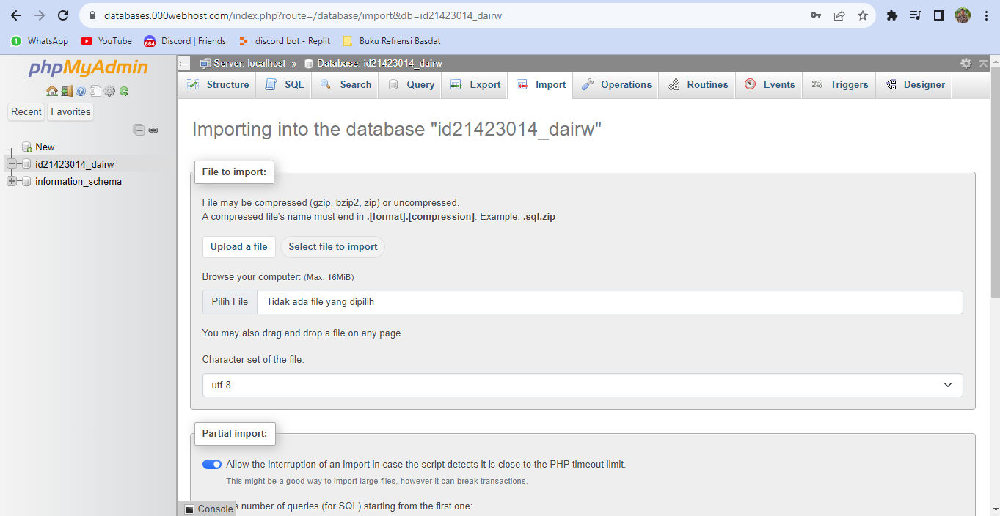 databases.000webhost.com/index.php?route=/database/import&db=id21423014_dairw
1 WhatsApp YouTube 664 Discord | Friends discord bot - Replit Buku Refrensi Basdat
phpMyAdmin
Recent Favorites
New
id21423014_dairw
information_schema
Server: localhost » Database: id21423014_dairw
Structure SQL Search Query Export Import Operations Routines Events Triggers Designer
Importing into the database "id21423014_dairw"
File to import:
File may be compressed (gzip, bzip2, zip) or uncompressed.
A compressed file's name must end in .[format].[compression]. Example: .sql.zip
Upload a file Select file to import
Browse your computer: (Max: 16MiB)
Pilih File Tidak ada file yang dipilih
You may also drag and drop a file on any page.
Character set of the file:
utf-8
Partial import:
Allow the interruption of an import in case the script detects it is close to the PHP timeout limit.
This might be a good way to import large files, however it can break transactions.
number of queries (for SQL) starting from the first one:
Console